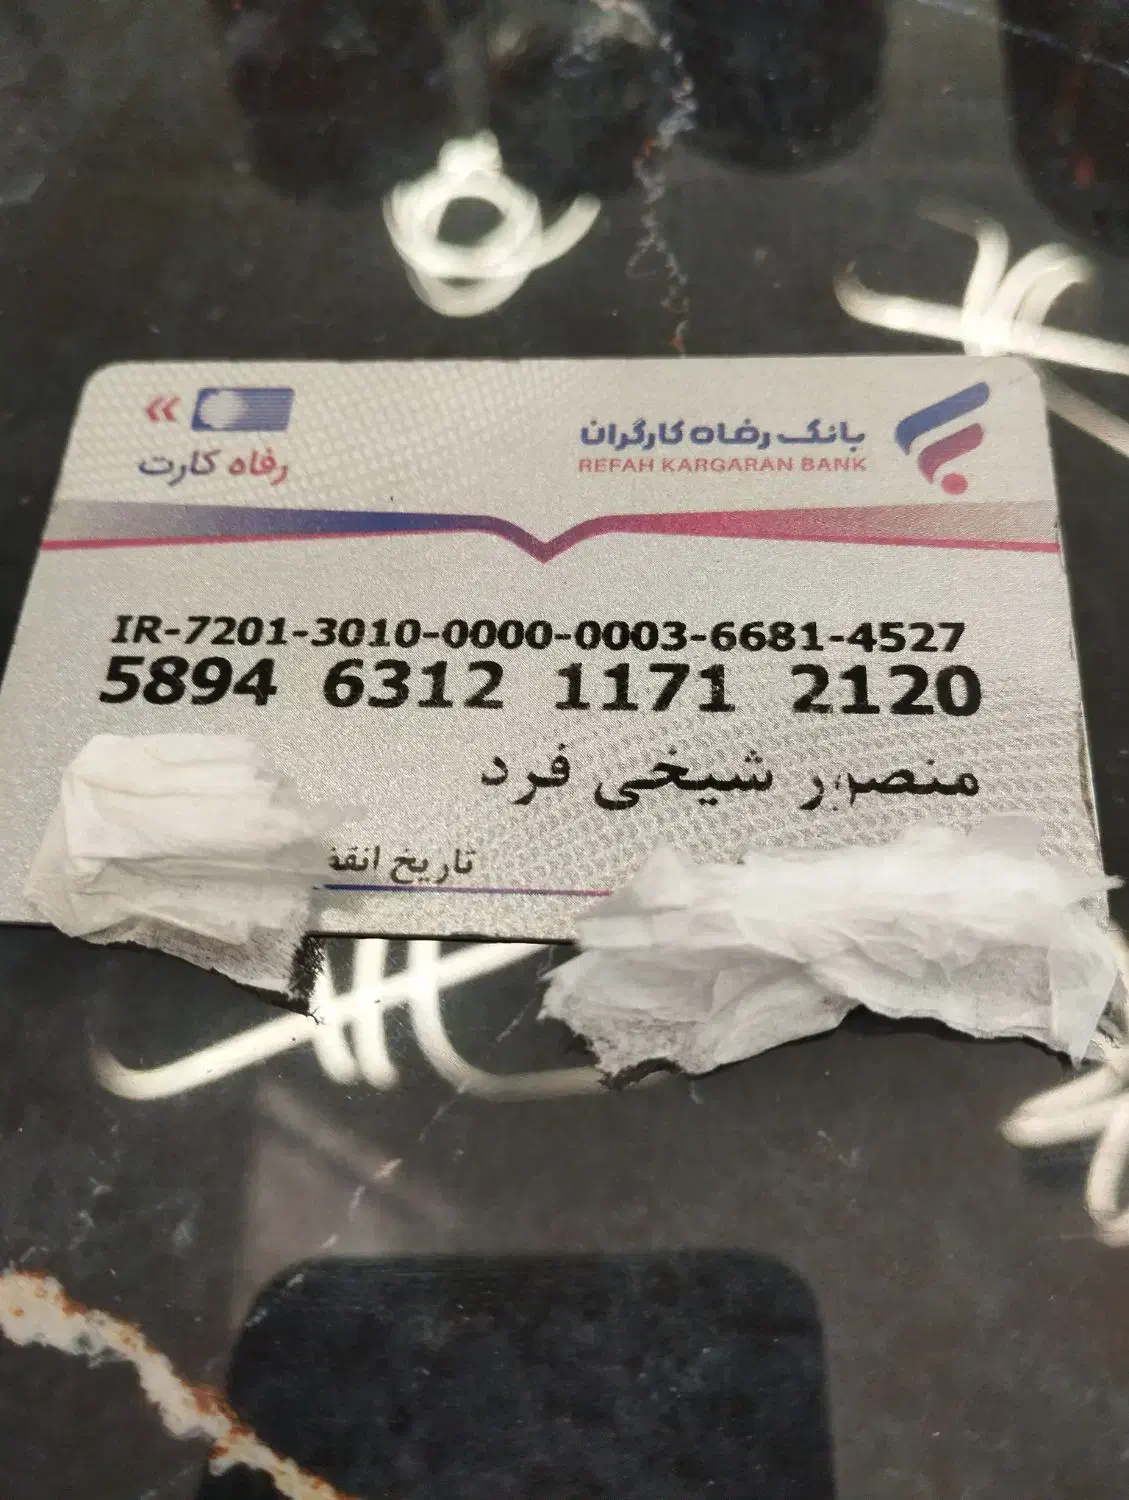 بانک رفاه کارگران
REFAH KARGARAN BANK
رفاه کارت
IR-7201-3010-0000-0003-6681-4527
5894 6312 1171 2120
منصور شیخی فرد
تاریخ